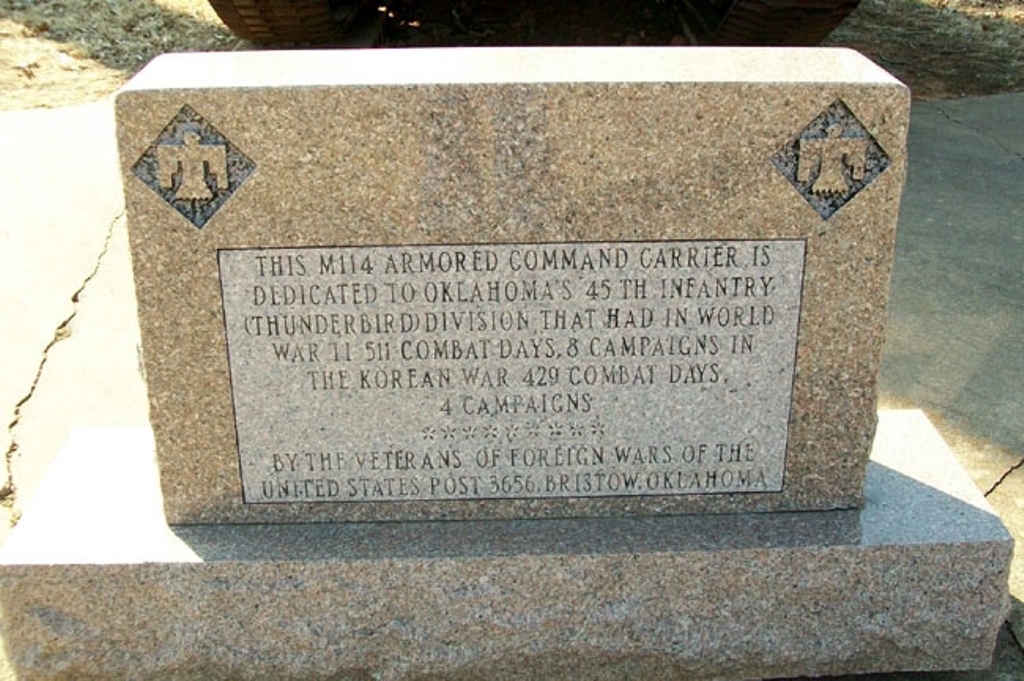 THIS M114 ARMORED COMMAND CARRIER IS
DEDICATED TO OKLAHOMA'S 45TH INFANTRY
(THUNDERBIRD) DIVISION THAT HAD IN WORLD
WAR II 511 COMBAT DAYS, 8 CAMPAIGNS IN
THE KOREAN WAR 429 COMBAT DAYS,
4 CAMPAIGNS
* * * * * * * * *
BY THE VETERANS OF FOREIGN WARS OF THE
UNITED STATES POST 3656, BRISTOW, OKLAHOMA